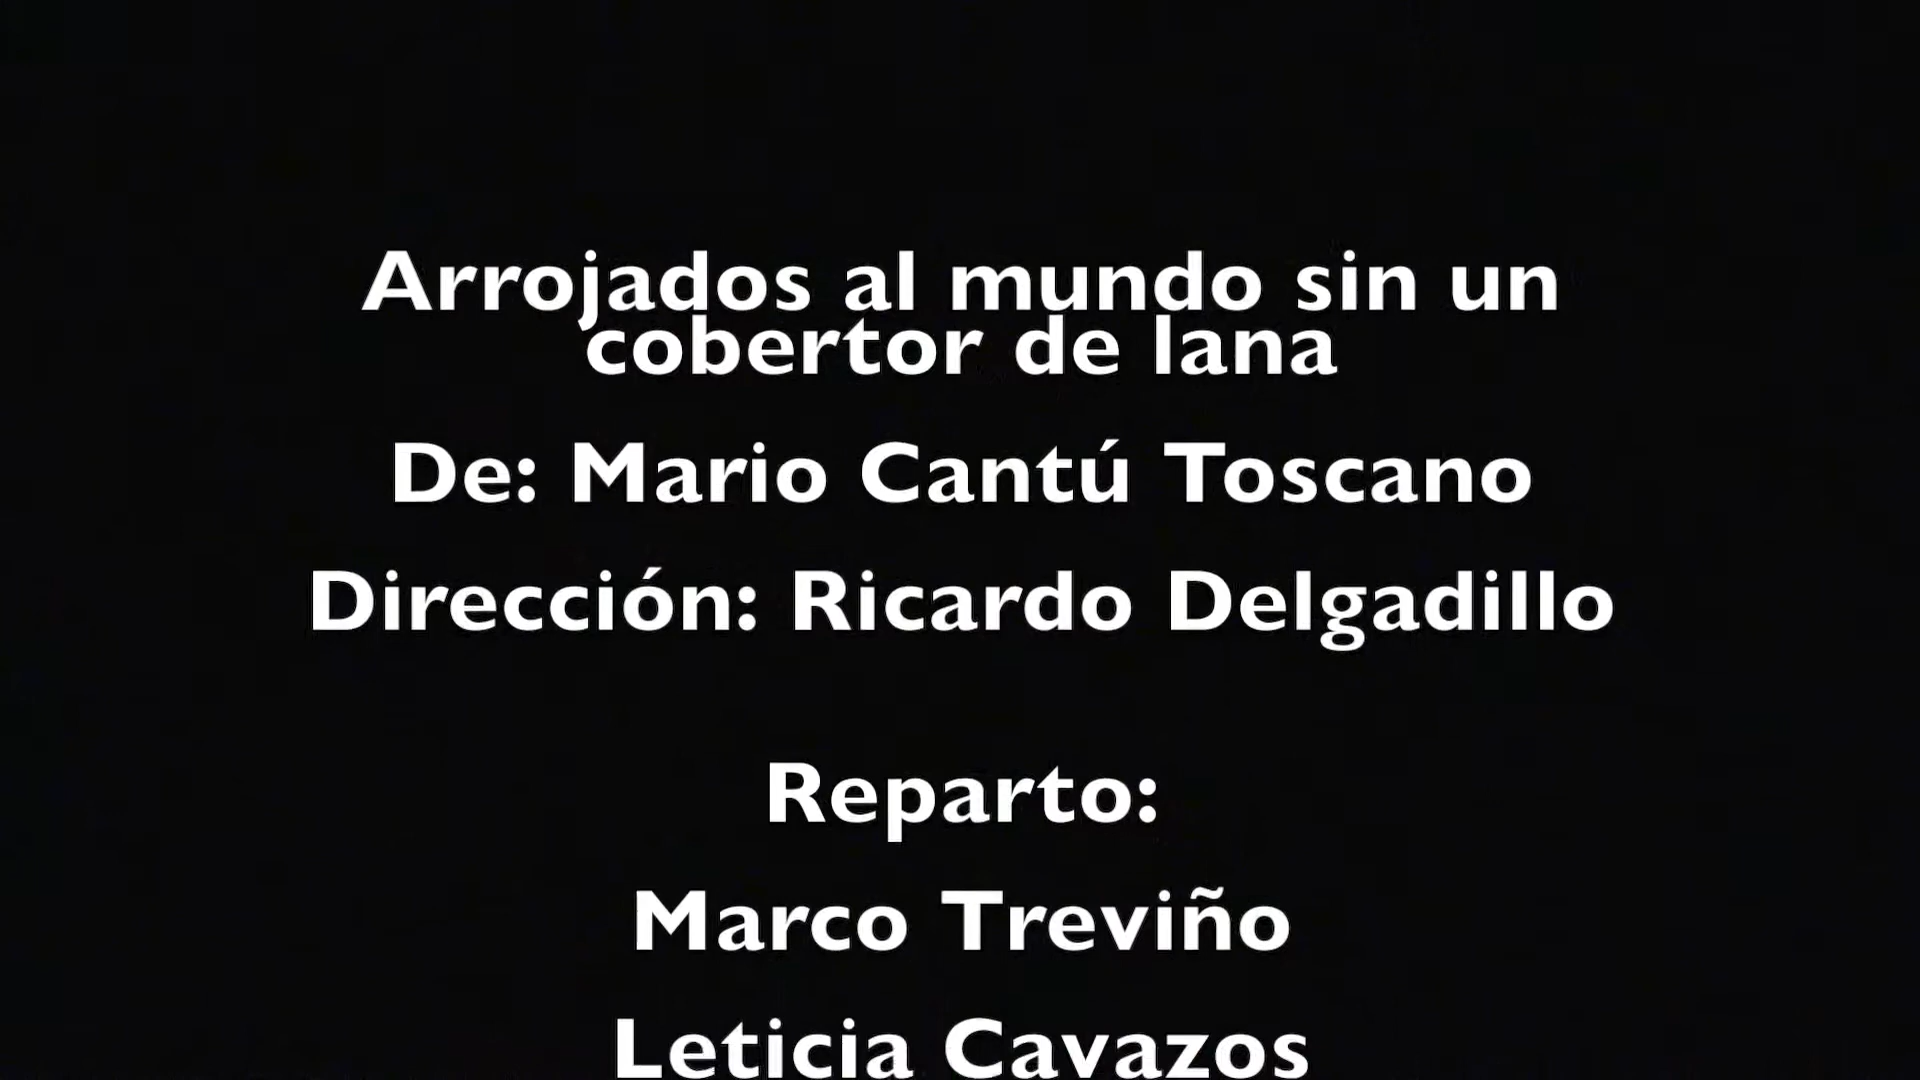 Arrojados al mundo sin un
cobertor de lana
De: Mario Cantú Toscano
Dirección: Ricardo Delgadillo
Reparto:
Marco Treviño
Leticia Cavazos